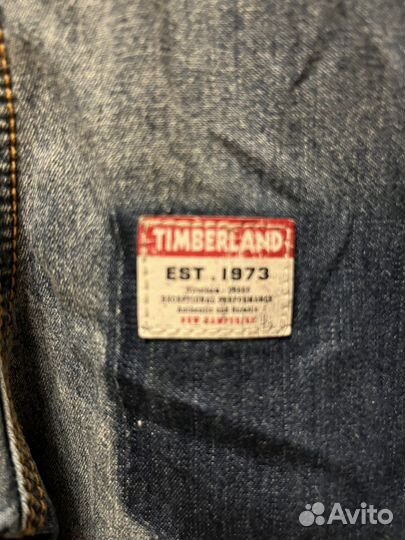 TIMBERLAND
EST. 1973
EXCEPTIONAL PERFORMANCE
NEW HAMPSHIRE
Avito